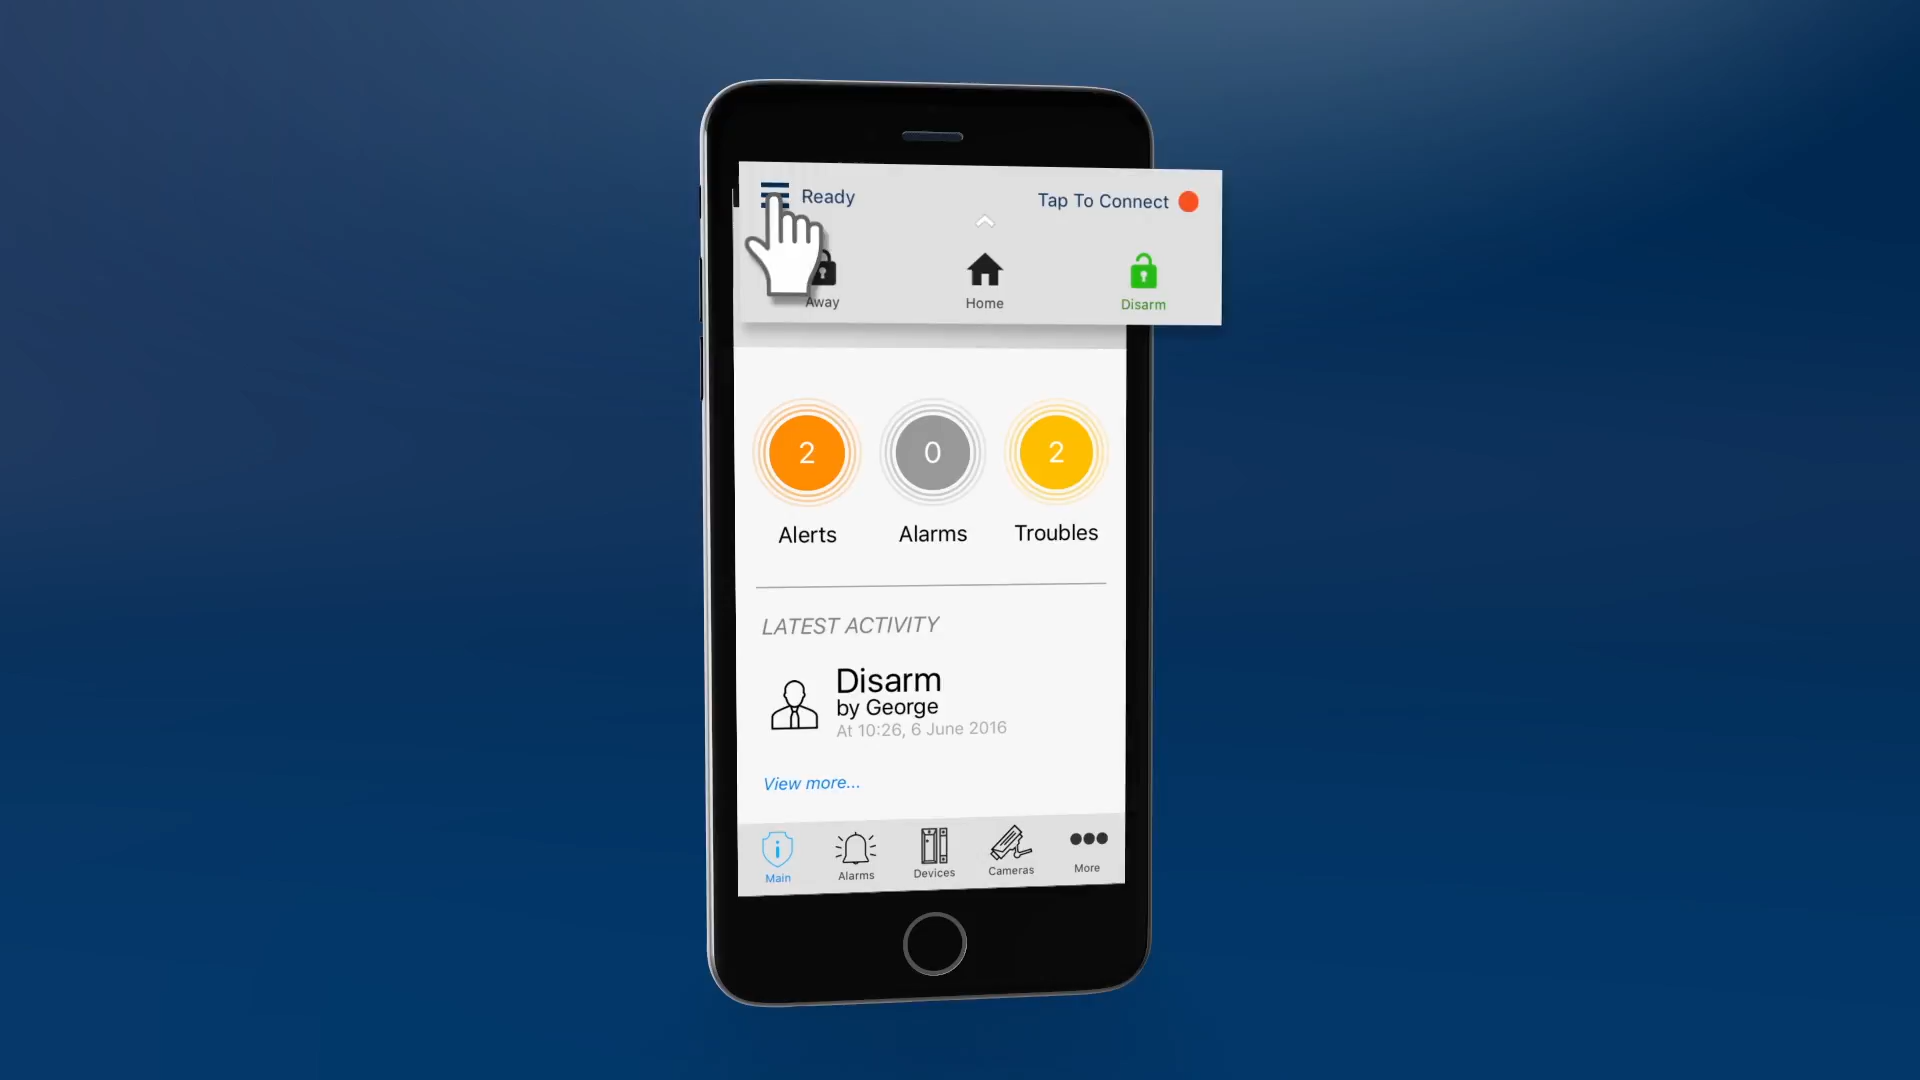 Ready
Tap To Connect
Away
Home
Disarm
2
0
2
Alerts
Alarms
Troubles
LATEST ACTIVITY
Disarm
by George
At 10:26, 6 June 2016
View more...
Main
Alarms
Devices
Cameras
More